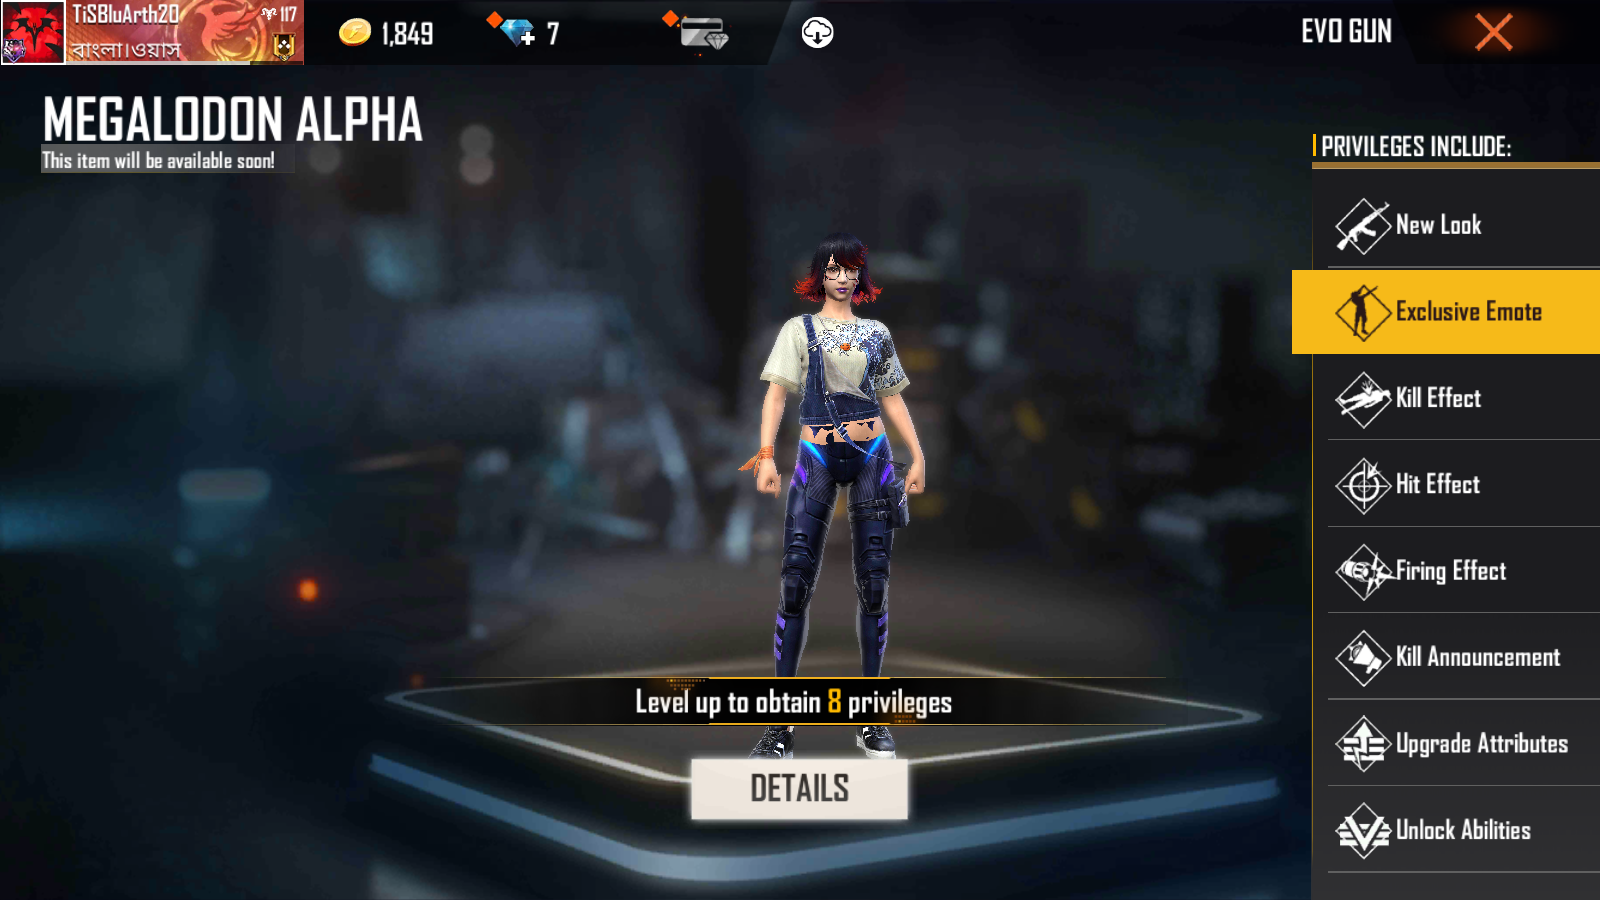 TiSBluArth20
117
বাংলা।ওয়াস
1,849
7
EVO GUN
MEGALODON ALPHA
This item will be available soon!
PRIVILEGES INCLUDE:
New Look
Exclusive Emote
Kill Effect
Hit Effect
Firing Effect
Kill Announcement
Upgrade Attributes
Unlock Abilities
Level up to obtain 8 privileges
DETAILS